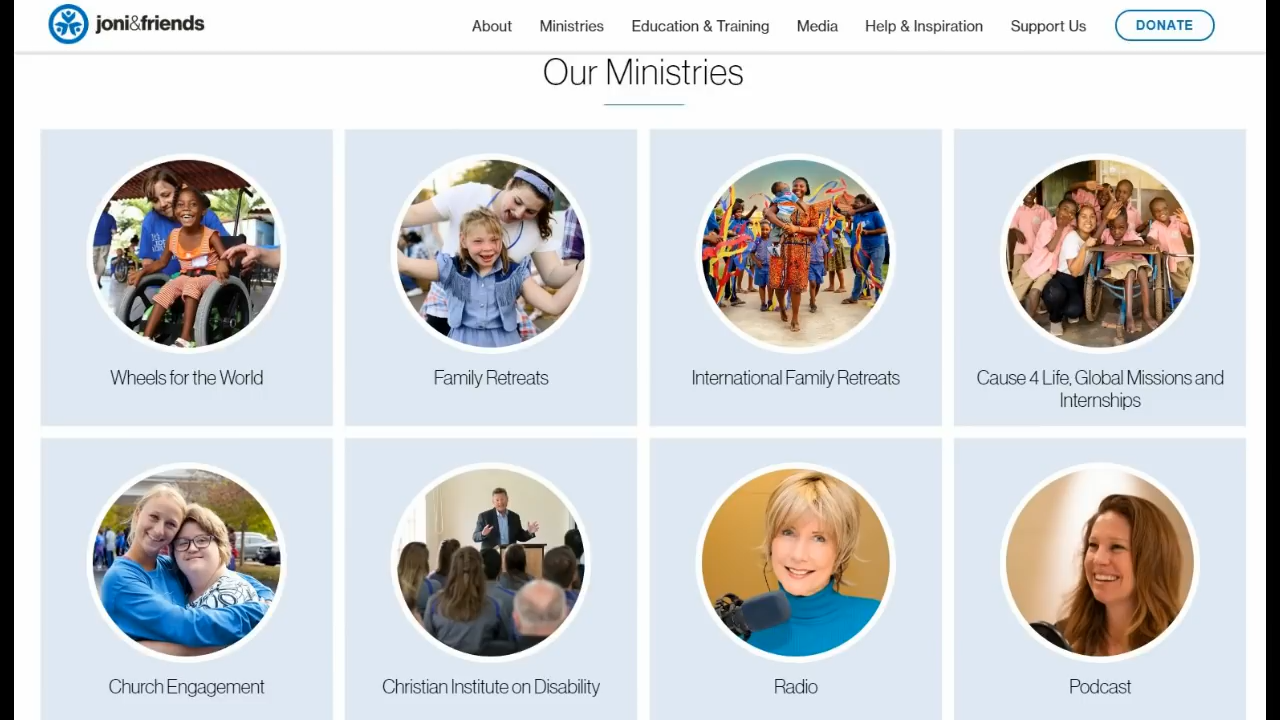 joni&friends
About Ministries Education & Training Media Help & Inspiration Support Us DONATE
Our Ministries
Wheels for the World
Family Retreats
International Family Retreats
Cause 4 Life, Global Missions and
Internships
Church Engagement
Christian Institute on Disability
Radio
Podcast